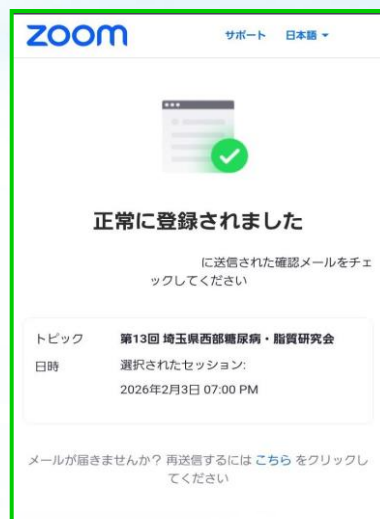 zoom
サポート 日本語
正常に登録されました
に送信された確認メールをチェ
ックしてください
トピック 第13回 埼玉県西部糖尿病・脂質研究会
日時 選択されたセッション:
2026年2月3日 07:00 PM
メールが届きませんか? 再送信するには こちら をクリックし
てください